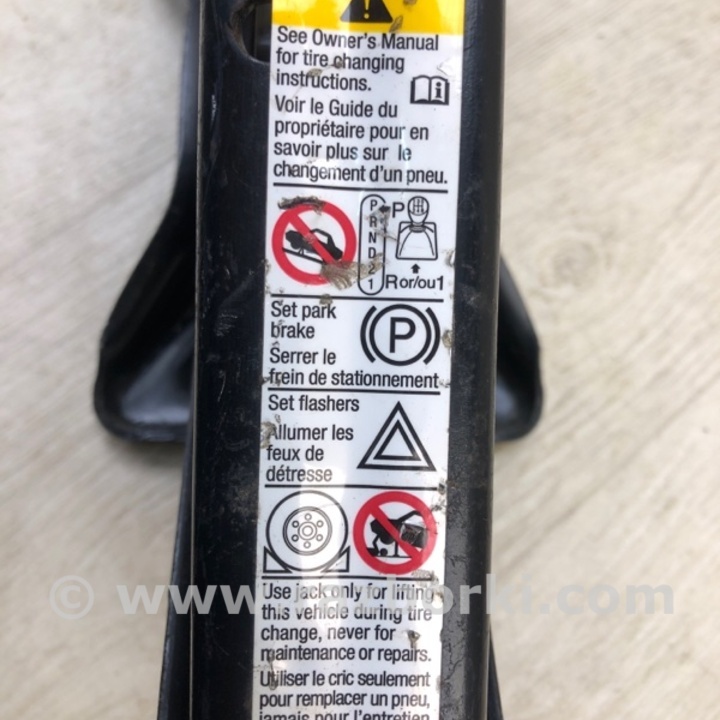 See Owner's Manual
for tire changing
instructions.
Voir le Guide du
propriétaire pour en
savoir plus sur le
changement d'un pneu.
P
R
N
D
2
1
P
R or/ou 1
Set park
brake
Serrer le
frein de stationnement
P
Set flashers
Allumer les
feux de
détresse
Use jack only for lifting
this vehicle during tire
change, never for
maintenance or repairs.
Utiliser le cric seulement
pour remplacer un pneu,
jamais pour l'entretien